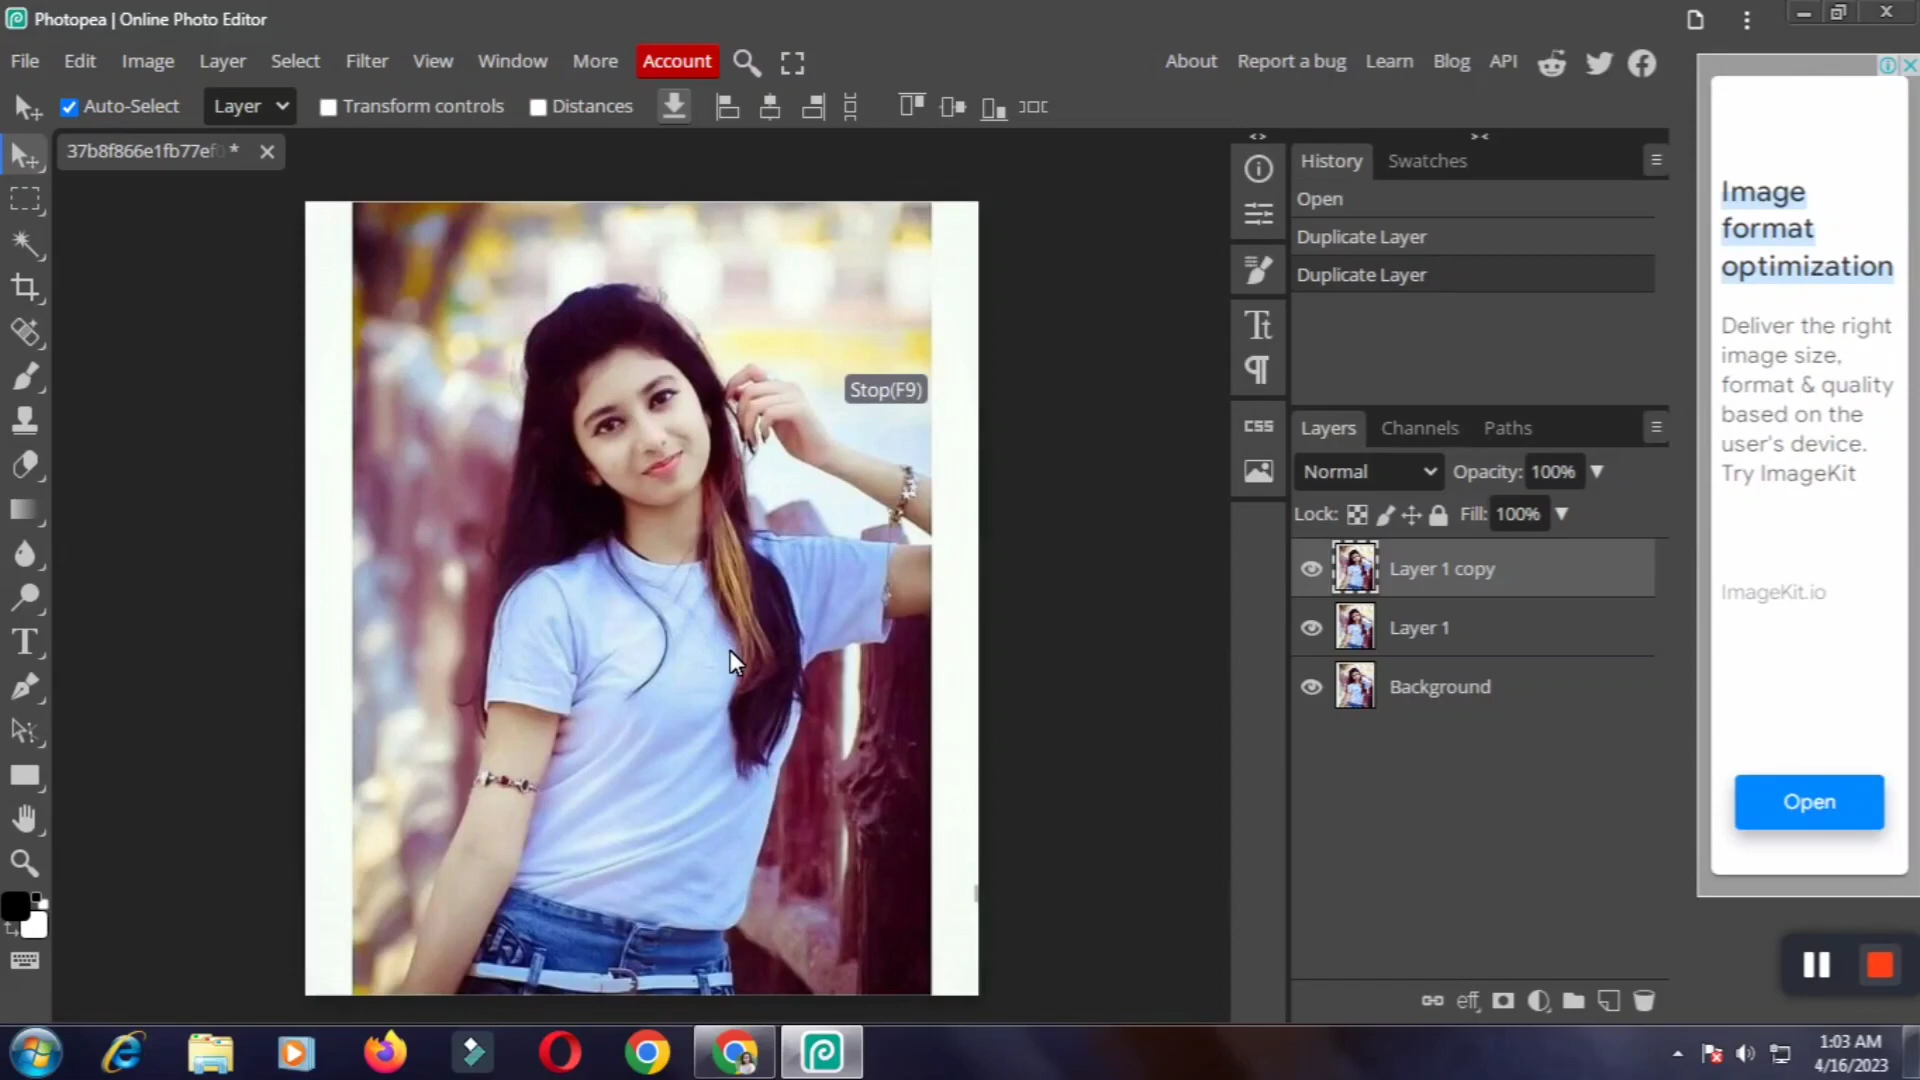 Photopea | Online Photo Editor
File Edit Image Layer Select Filter View Window More Account
About Report a bug Learn Blog API
Auto-Select Layer Transform controls Distances
37b8f866e1fb77ef *
Stop(F9)
History Swatches
Open
Duplicate Layer
Duplicate Layer
CSS
Layers Channels Paths
Normal Opacity: 100%
Lock: Fill: 100%
Layer 1 copy
Layer 1
Background
eff
Image
format
optimization
Deliver the right
image size,
format & quality
based on the
user's device.
Try ImageKit
ImageKit.io
Open
1:03 AM
4/16/2023